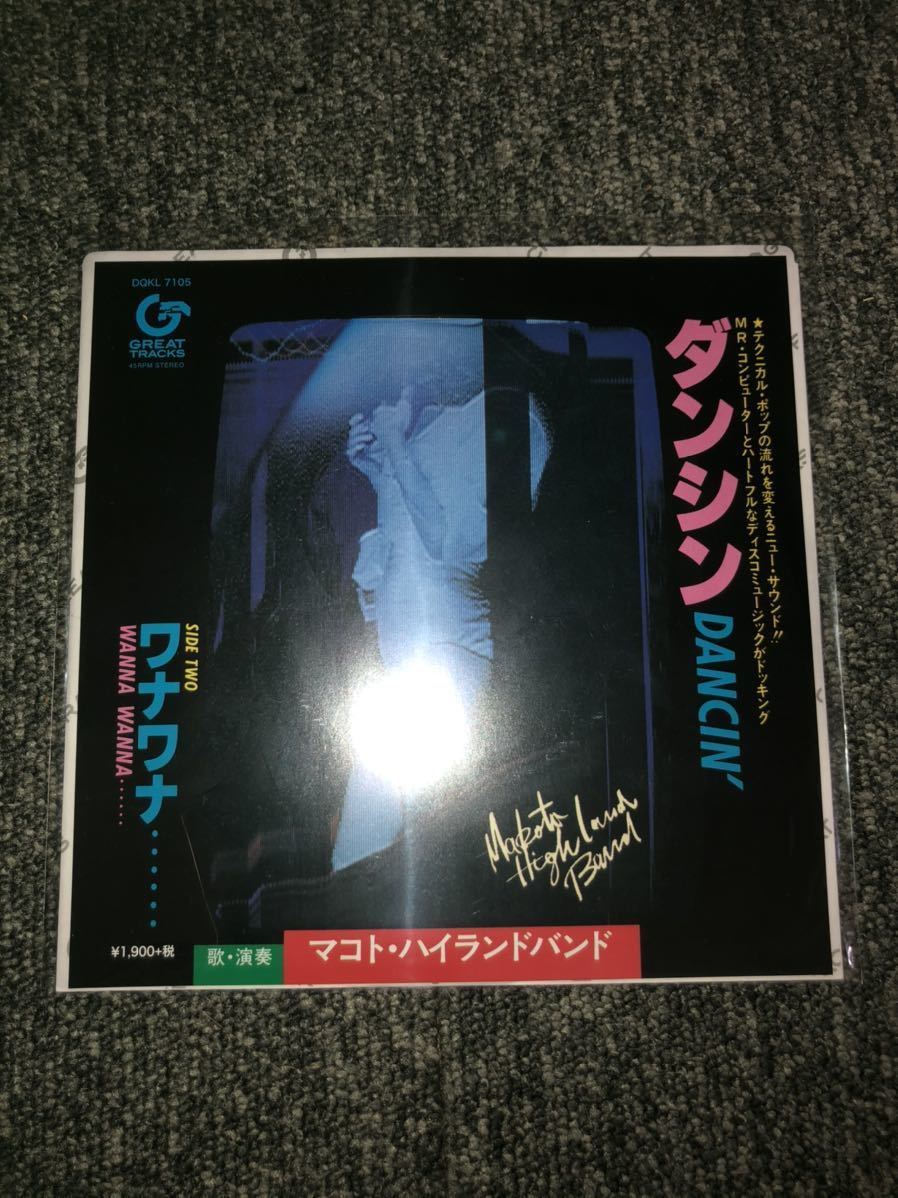 DQKL 7105
GREAT
TRACKS
45RPM STEREO
★テクニカル・ポップの流れを変えるニュー・サウンド!!
MR・コンピューターとハートフルなディスコミュージックがドッキング
ダンシン DANCIN'
SIDE TWO
ワナワナ‥‥‥
WANNA WANNA‥‥‥
Makoto
High Land
Band
¥1,900+税
歌・演奏
マコト・ハイランドバンド